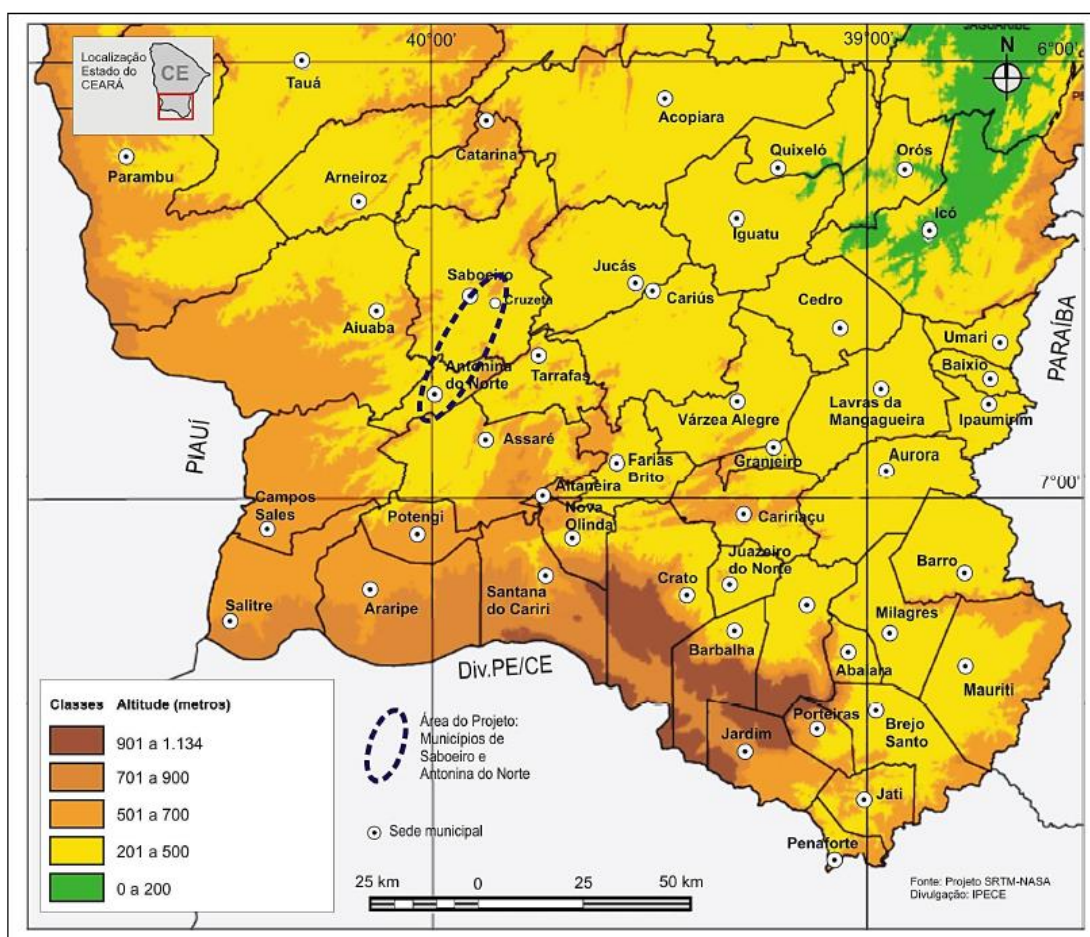 40°00'
39°00'
JAGUARIBE
6°00'
N
Localização
Estado do
CEARÁ
CE
Tauá
Acopiara
Catarina
Quixeló
Orós
Parambu
Arneiroz
Icó
Iguatu
Saboeiro
Cruzeta
Jucás
Cariús
Cedro
Aiuaba
Umari
PARAÍBA
Antonina
do Norte
Tarrafas
Baixio
Várzea Alegre
Lavras da
Mangagueira
Ipaumirim
PIAUÍ
Assaré
Farias
Brito
Granjeiro
Aurora
Altaneira
7°00'
Campos
Sales
Potengi
Nova
Olinda
Caririaçu
Juazeiro
do Norte
Barro
Salitre
Araripe
Santana
do Cariri
Crato
Milagres
Barbalha
Abaiara
Mauriti
Div.PE/CE
Porteiras
Brejo
Santo
Jardim
Jati
Penaforte
Classes Altitude (metros)
901 a 1.134
701 a 900
501 a 700
201 a 500
0 a 200
Área do Projeto:
Municípios de
Saboeiro e
Antonina do Norte
Sede municipal
25 km 0 25 50 km
Fonte: Projeto SRTM-NASA
Divulgação: IPECE